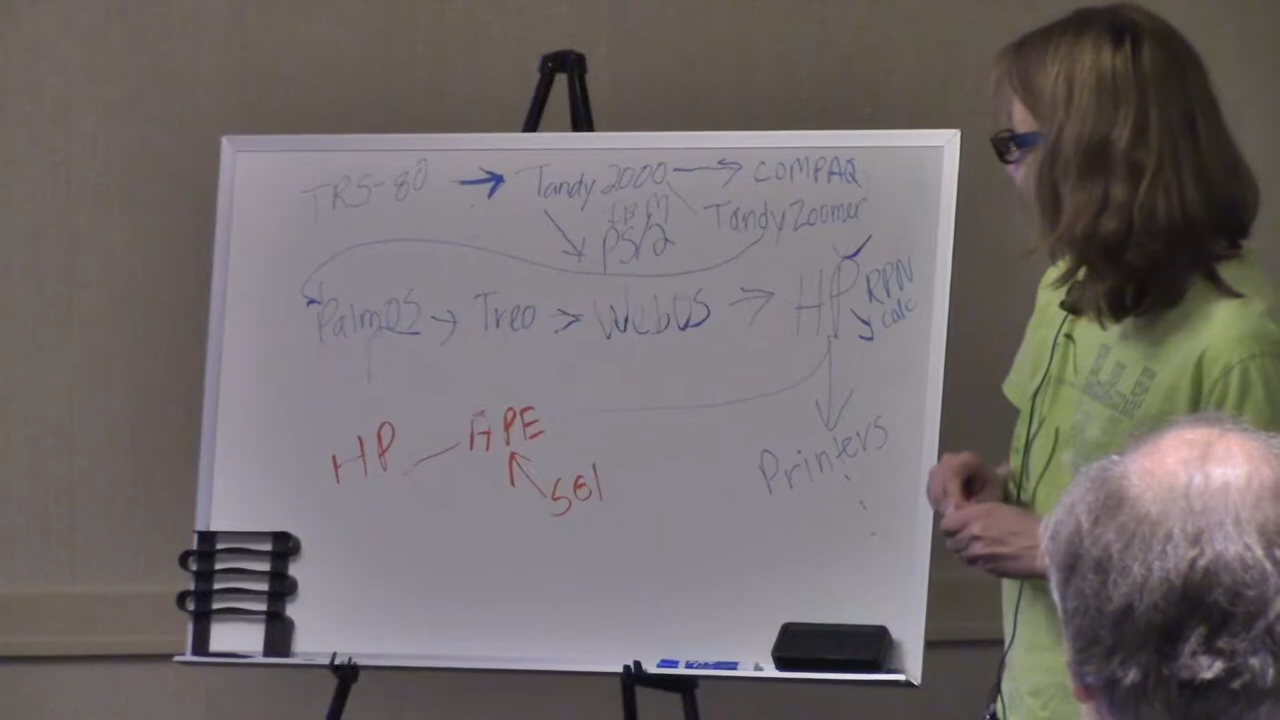 TRS-80 → Tandy 2000 → COMPAQ
IBM
PS/2
Tandy Zoomer
PalmOS → Treo → WebOS → HP
RPN
calc
HP — APE
SGI
Printers